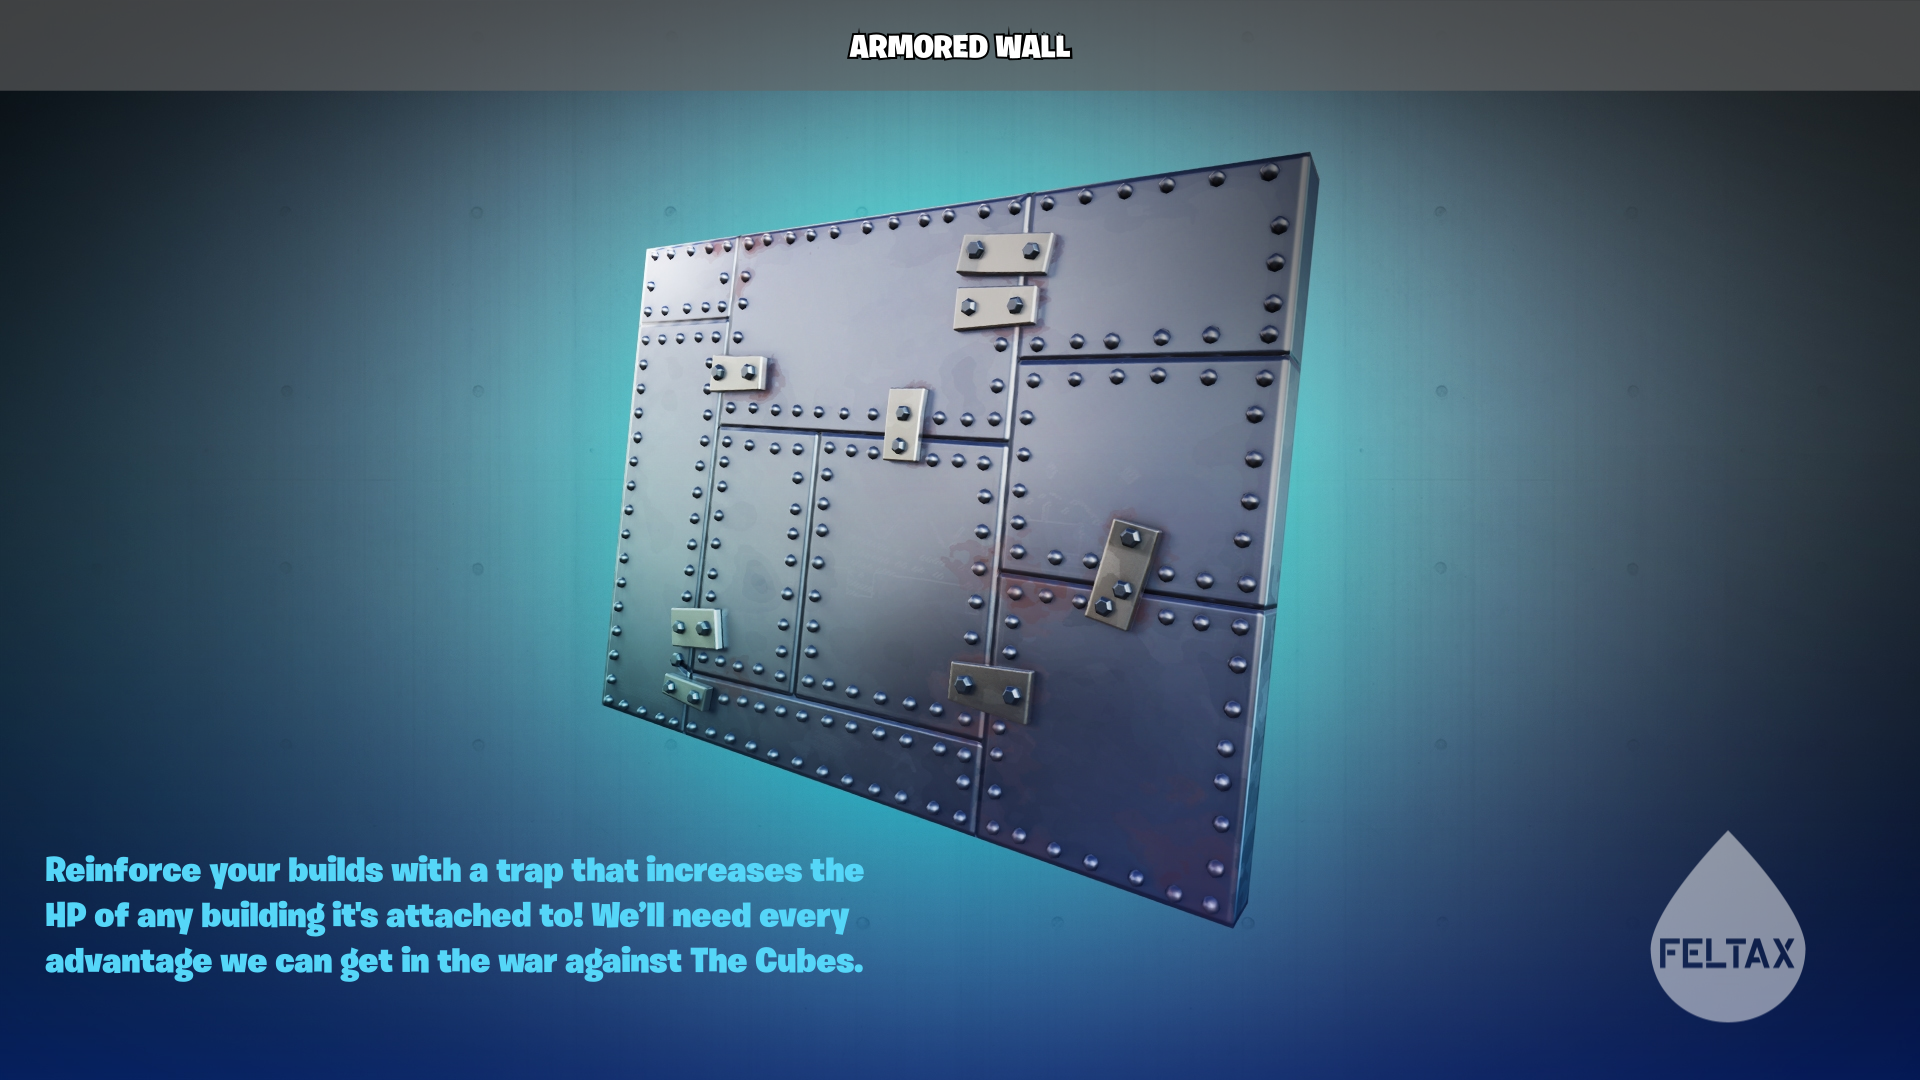 ARMORED WALL
Reinforce your builds with a trap that increases the
HP of any building it's attached to! We’ll need every
advantage we can get in the war against The Cubes.
FELTAX